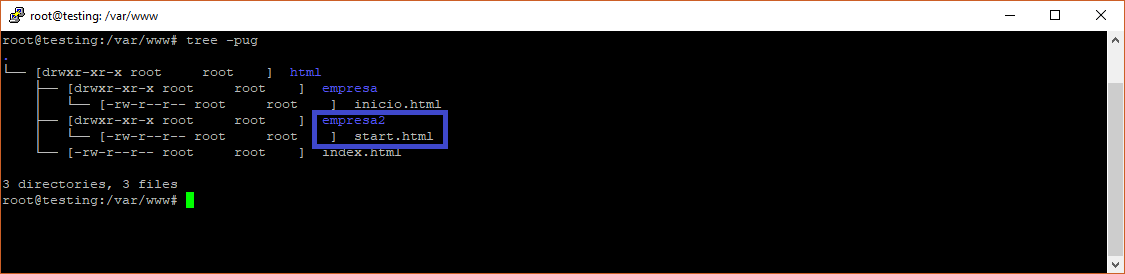 root@testing: /var/www
root@testing:/var/www# tree -pug
.
└── [drwxr-xr-x root     root    ]  html
    ├── [drwxr-xr-x root     root    ]  empresa
    │   └── [-rw-r--r-- root     root    ]  inicio.html
    ├── [drwxr-xr-x root     root    ]  empresa2
    │   └── [-rw-r--r-- root     root    ]  start.html
    └── [-rw-r--r-- root     root    ]  index.html
3 directories, 3 files
root@testing:/var/www#